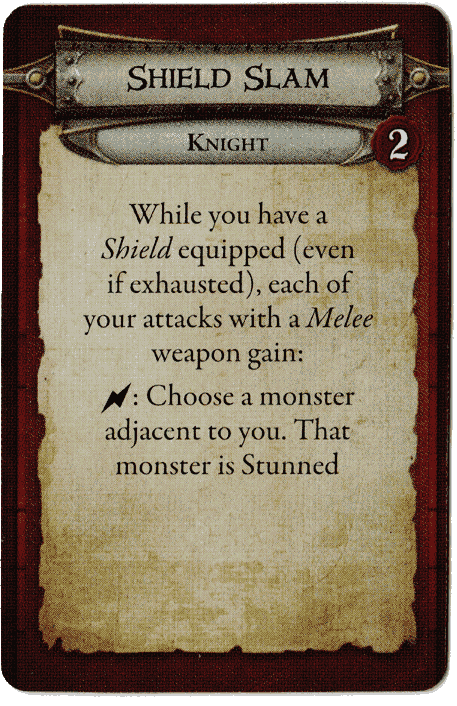 Shield Slam
Knight
2
While you have a
Shield equipped (even
if exhausted), each of
your attacks with a Melee
weapon gain:
: Choose a monster
adjacent to you. That
monster is Stunned